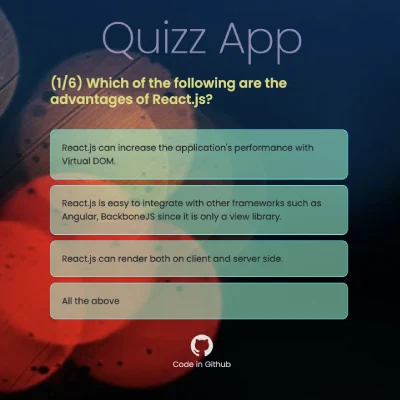 Quizz App
(1/6) Which of the following are the
advantages of React.js?
React.js can increase the application's performance with
Virtual DOM.
React.js is easy to integrate with other frameworks such as
Angular, BackboneJS since it is only a view library.
React.js can render both on client and server side.
All the above
Code in Github